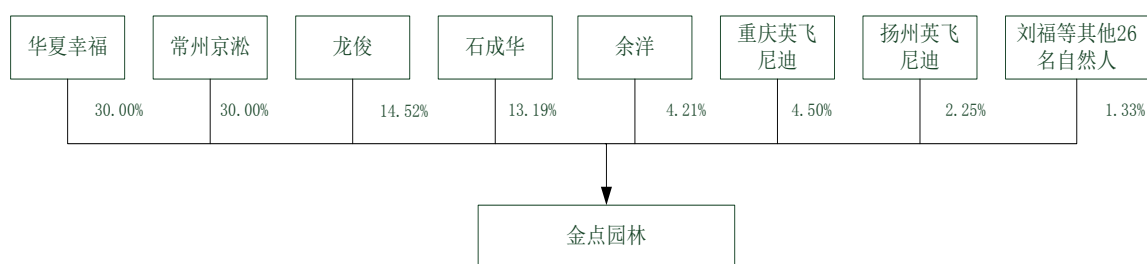 华夏幸福
常州京淞
龙俊
石成华
余洋
重庆英飞
尼迪
扬州英飞
尼迪
刘福等其他26
名自然人
30.00%
30.00%
14.52%
13.19%
4.21%
4.50%
2.25%
1.33%
金点园林